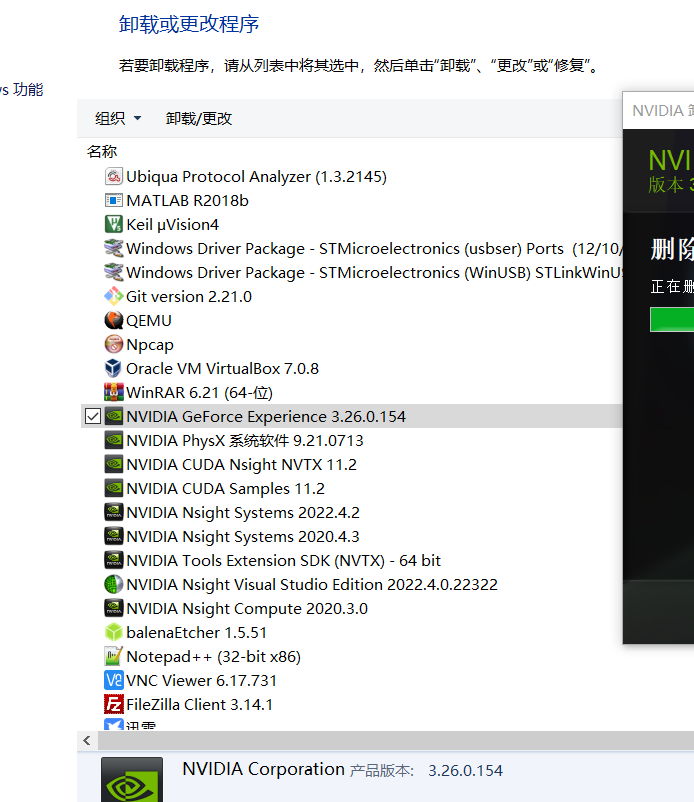 卸载或更改程序
若要卸载程序，请从列表中将其选中，然后单击“卸载”、“更改”或“修复”。
功能
组织 卸载/更改
名称
Ubiqua Protocol Analyzer (1.3.2145)
MATLAB R2018b
Keil µVision4
Windows Driver Package - STMicroelectronics (usbser) Ports (12/10/
Windows Driver Package - STMicroelectronics (WinUSB) STLinkWinUS
Git version 2.21.0
QEMU
Npcap
Oracle VM VirtualBox 7.0.8
WinRAR 6.21 (64-位)
NVIDIA GeForce Experience 3.26.0.154
NVIDIA PhysX 系统软件 9.21.0713
NVIDIA CUDA Nsight NVTX 11.2
NVIDIA CUDA Samples 11.2
NVIDIA Nsight Systems 2022.4.2
NVIDIA Nsight Systems 2020.4.3
NVIDIA Tools Extension SDK (NVTX) - 64 bit
NVIDIA Nsight Visual Studio Edition 2022.4.0.22322
NVIDIA Nsight Compute 2020.3.0
balenaEtcher 1.5.51
Notepad++ (32-bit x86)
VNC Viewer 6.17.731
FileZilla Client 3.14.1
迅雷
NVIDIA Corporation 产品版本: 3.26.0.154
NVIDIA 卸
NVI
版本 3
删除
正在删